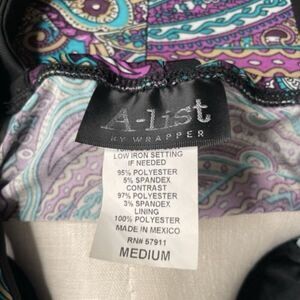 A-list
BY WRAPPER
LOW IRON SETTING
IF NEEDED
95% POLYESTER
5% SPANDEX
CONTRAST
97% POLYESTER
3% SPANDEX
LINING
100% POLYESTER
MADE IN MEXICO
RN# 57911
MEDIUM